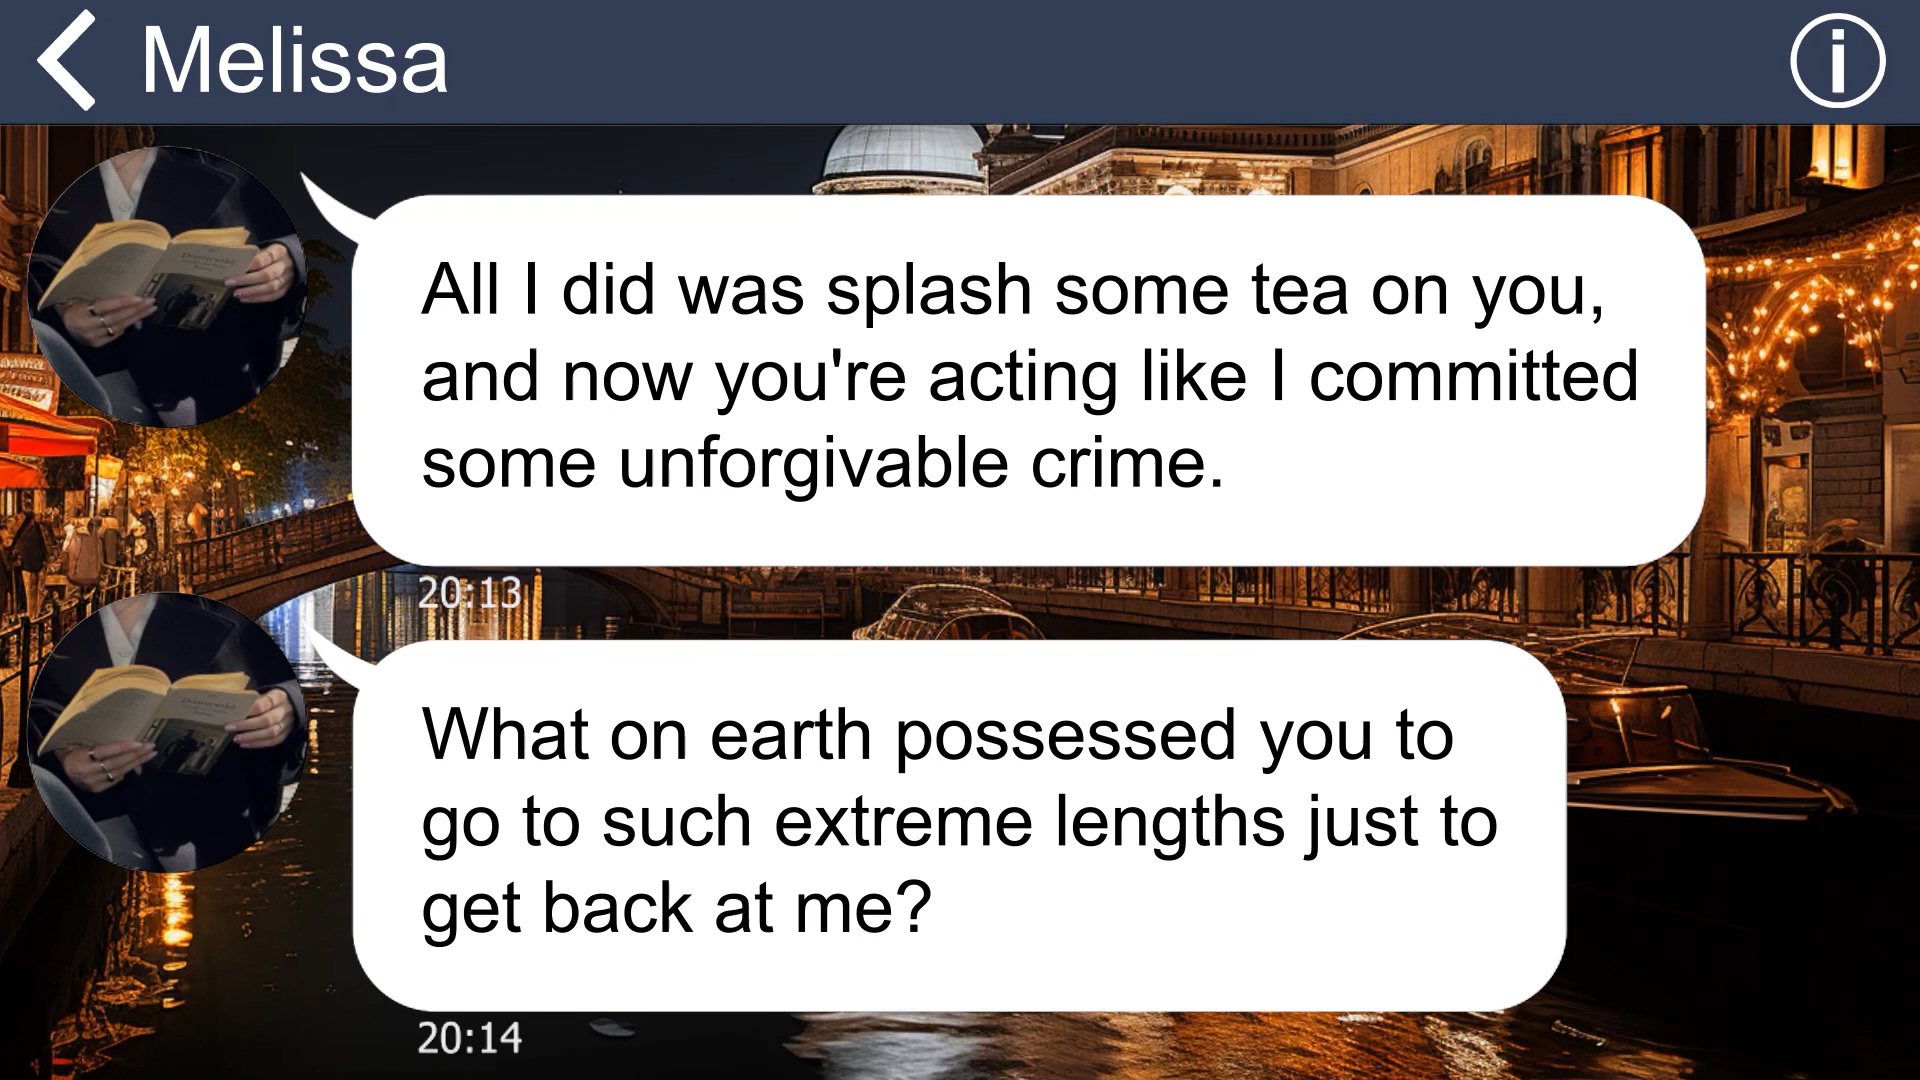 Melissa
All I did was splash some tea on you,
and now you're acting like I committed
some unforgivable crime.
20:13
What on earth possessed you to
go to such extreme lengths just to
get back at me?
20:14